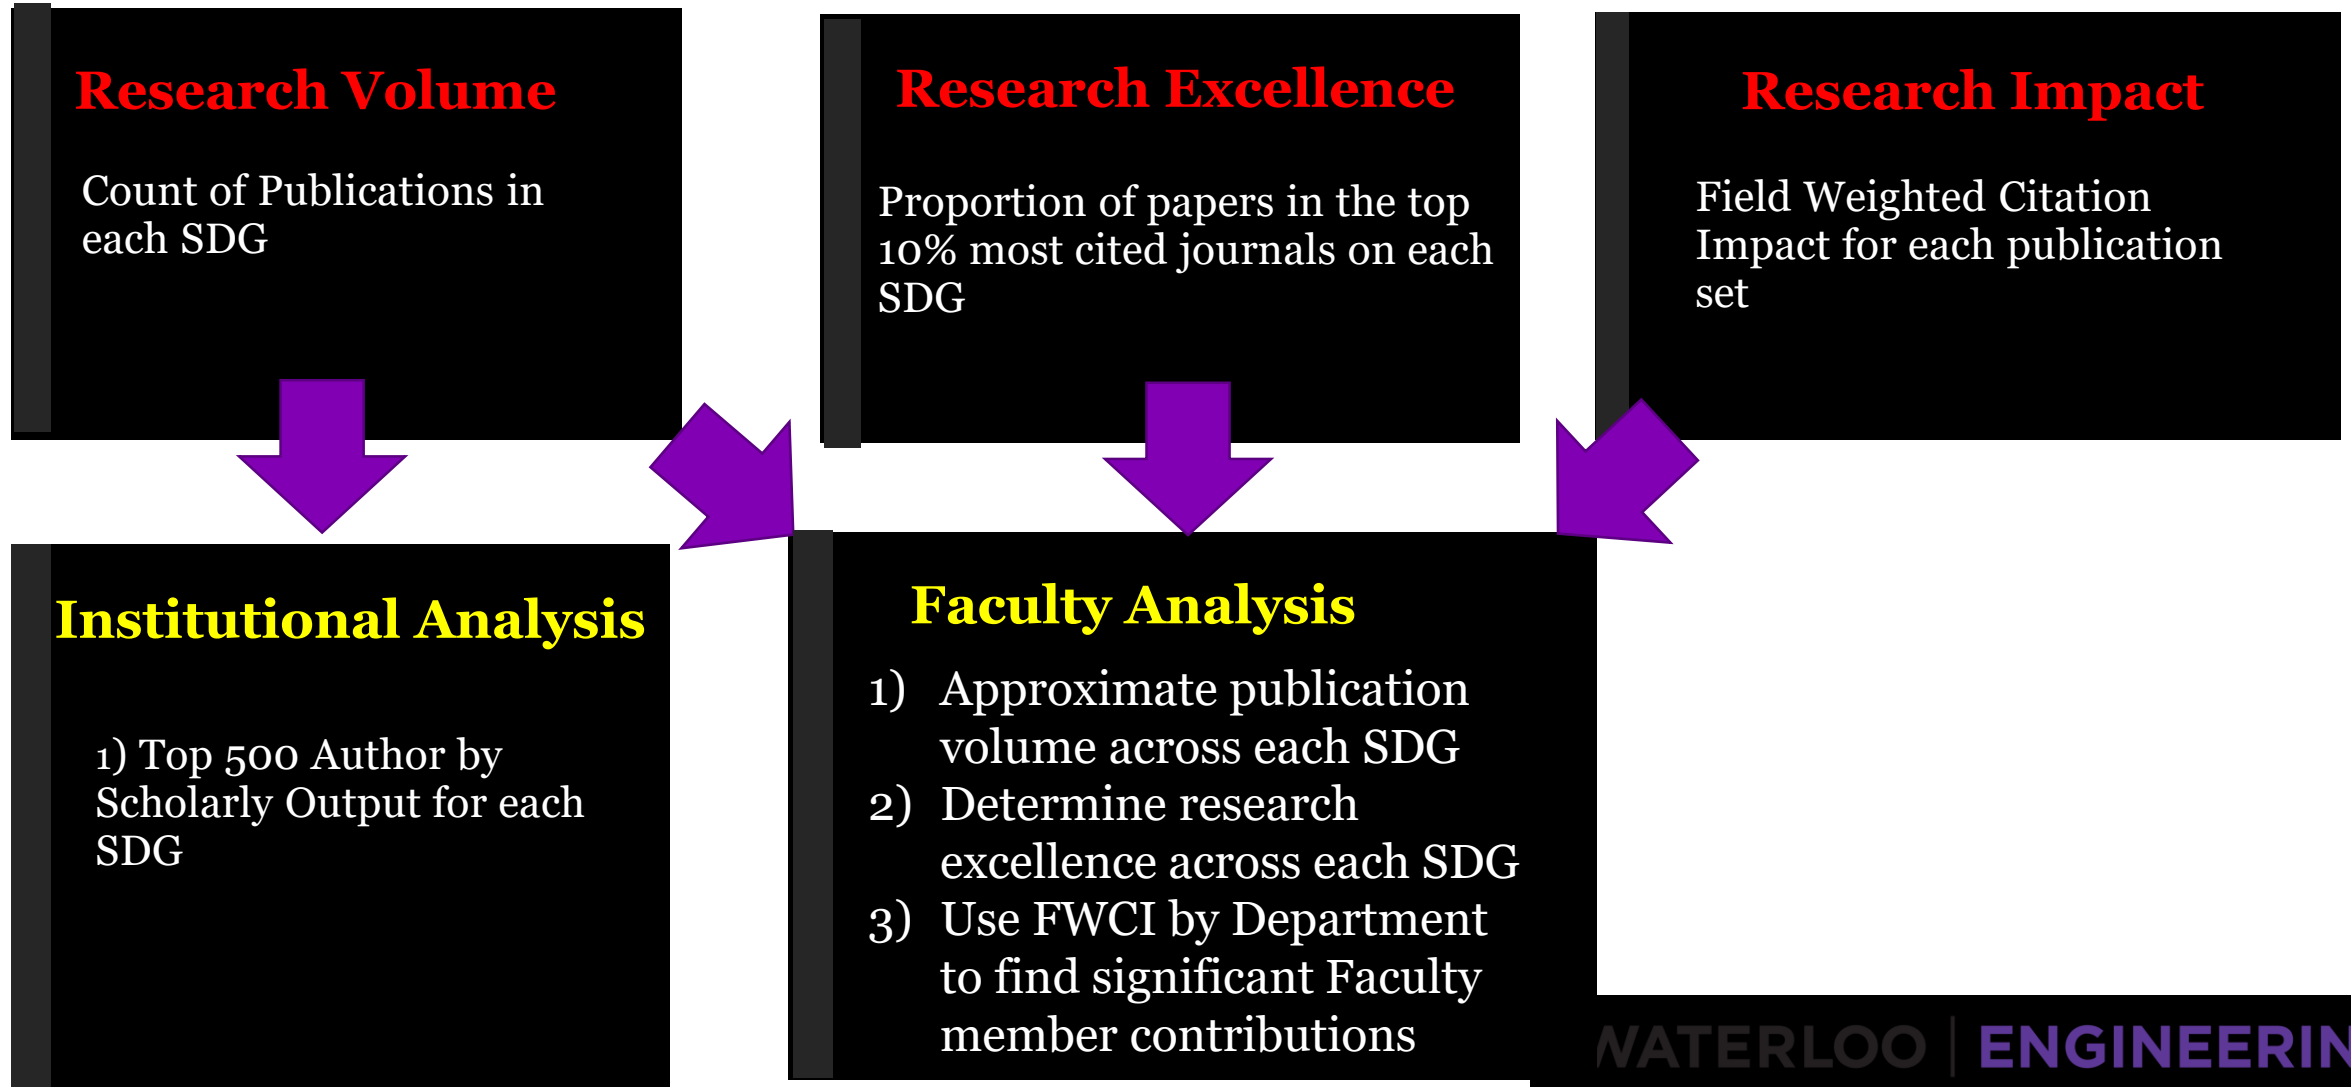 Research Volume
Count of Publications in
each SDG
Research Excellence
Proportion of papers in the top
10% most cited journals on each
SDG
Research Impact
Field Weighted Citation
Impact for each publication
set
Institutional Analysis
1) Top 500 Author by
Scholarly Output for each
SDG
Faculty Analysis
1) Approximate publication
volume across each SDG
2) Determine research
excellence across each SDG
3) Use FWCI by Department
to find significant Faculty
member contributions
WATERLOO | ENGINEERIN